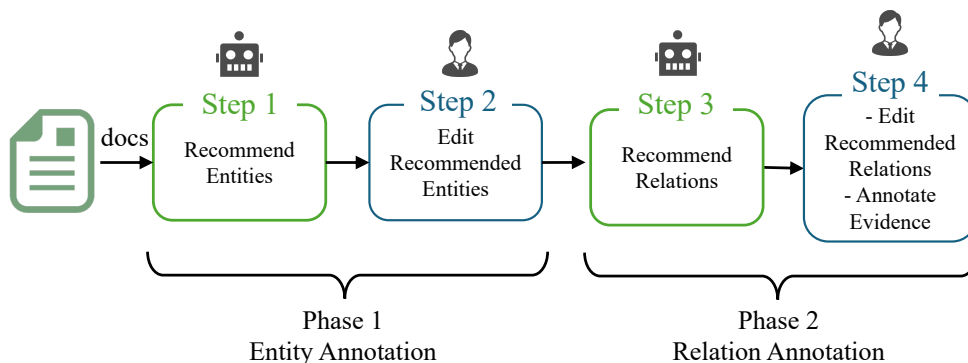 docs
Step 1
Recommend
Entities
Step 2
Edit
Recommended
Entities
Step 3
Recommend
Relations
Step 4
- Edit
Recommended
Relations
- Annotate
Evidence
Phase 1
Entity Annotation
Phase 2
Relation Annotation